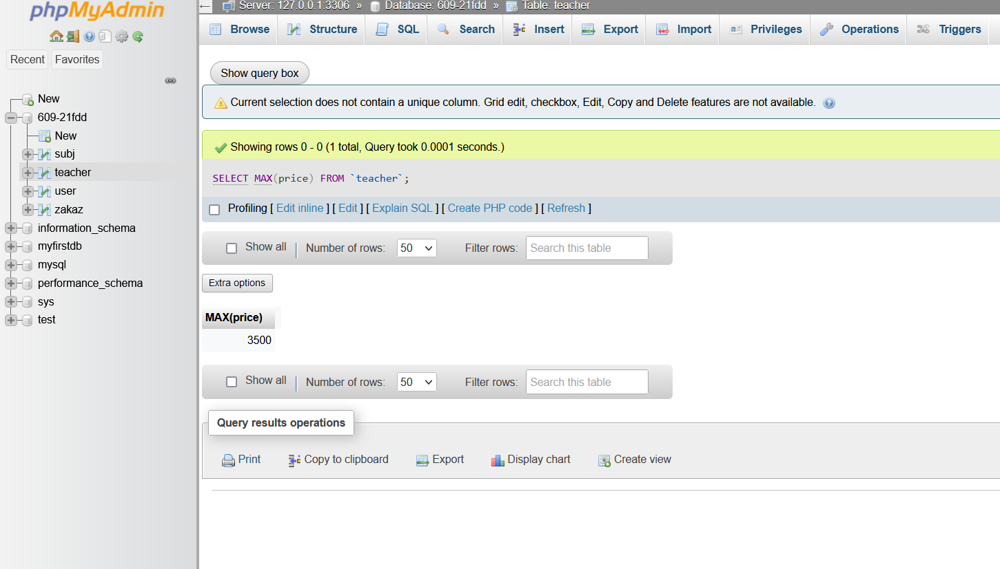 phpMyAdmin
Recent Favorites
New
609-21fdd
New
subj
teacher
user
zakaz
information_schema
myfirstdb
mysql
performance_schema
sys
test
Server: 127.0.0.1:3306 » Database: 609-21fdd » Table: teacher
Browse Structure SQL Search Insert Export Import Privileges Operations Triggers
Show query box
Current selection does not contain a unique column. Grid edit, checkbox, Edit, Copy and Delete features are not available.
Showing rows 0 - 0 (1 total, Query took 0.0001 seconds.)
SELECT MAX(price) FROM `teacher`;
Profiling [ Edit inline ] [ Edit ] [ Explain SQL ] [ Create PHP code ] [ Refresh ]
Show all | Number of rows: 50 Filter rows: Search this table
Extra options
MAX(price)
3500
Show all | Number of rows: 50 Filter rows: Search this table
Query results operations
Print Copy to clipboard Export Display chart Create view